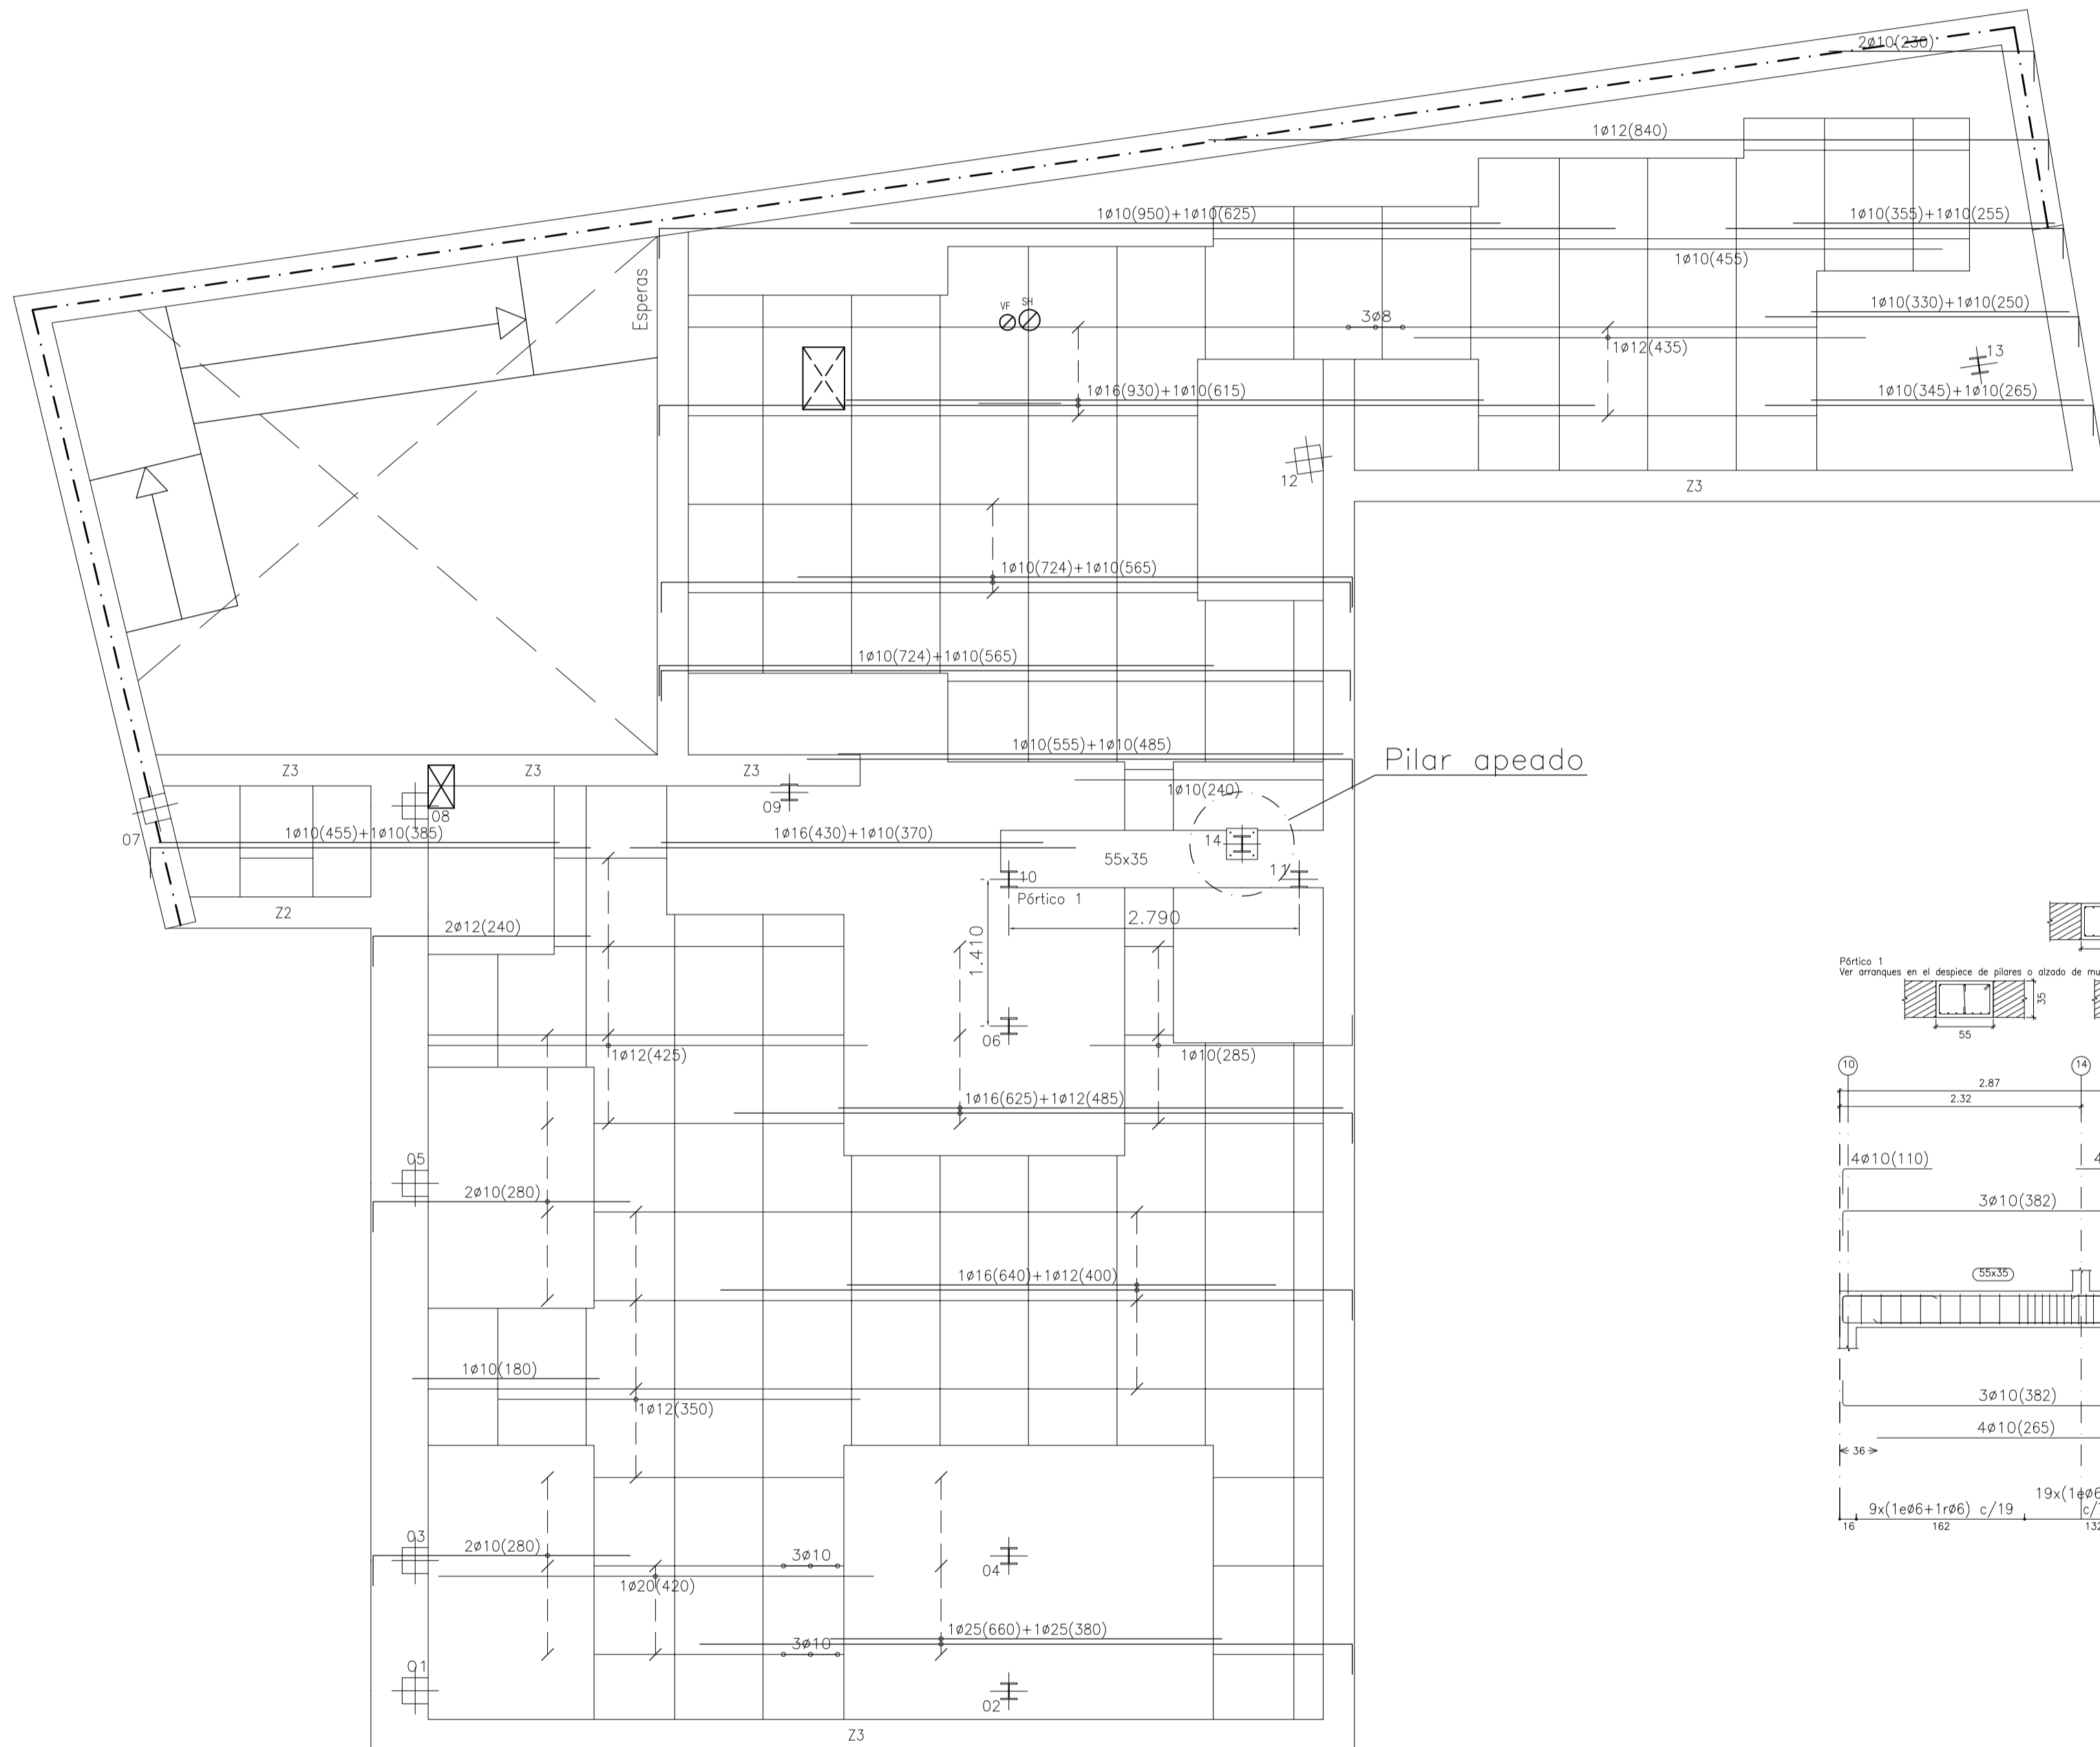 2ø10(230)
1ø12(840)
1ø10(950)+1ø10(625)
1ø10(355)+1ø10(255)
1ø10(455)
Esperas
VF
SH
3ø8
1ø10(330)+1ø10(250)
1ø12(435)
13
1ø16(930)+1ø10(615)
1ø10(345)+1ø10(265)
12
Z3
1ø10(724)+1ø10(565)
1ø10(724)+1ø10(565)
1ø10(555)+1ø10(485)
Pilar apeado
Z3
Z3
Z3
1ø10(240)
09
08
07
1ø10(455)+1ø10(385)
1ø16(430)+1ø10(370)
14
55x35
10
11
Pórtico 1
Z2
2.790
2ø12(240)
1.410
06
1ø12(425)
1ø10(285)
1ø16(625)+1ø12(485)
05
2ø10(280)
1ø16(640)+1ø12(400)
1ø10(180)
1ø12(350)
03
2ø10(280)
3ø10
04
1ø20(420)
1ø25(660)+1ø25(380)
3ø10
01
02
Z3
Pórtico 1
Ver arranques en el despiece de pilares o alzado de mu
35
55
10
14
2.87
2.32
4ø10(110)
4
3ø10(382)
55x35
3ø10(382)
4ø10(265)
36
19x(1eø6
9x(1eø6+1rø6) c/19
16
162
132